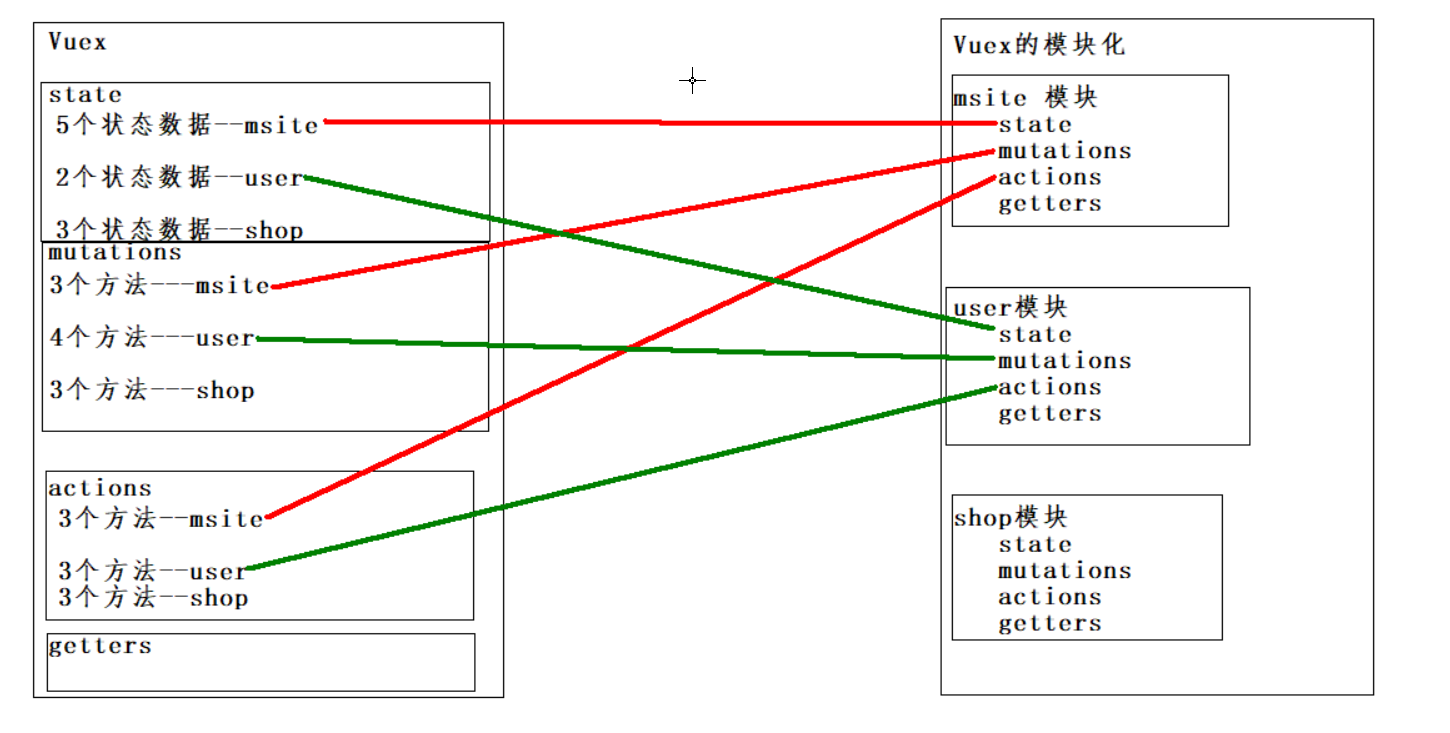 Vuex
state
5个状态数据--msite
2个状态数据--user
3个状态数据--shop
mutations
3个方法---msite
4个方法---user
3个方法---shop
actions
3个方法--msite
3个方法--user
3个方法--shop
getters
Vuex的模块化
msite 模块
state
mutations
actions
getters
user模块
state
mutations
actions
getters
shop模块
state
mutations
actions
getters